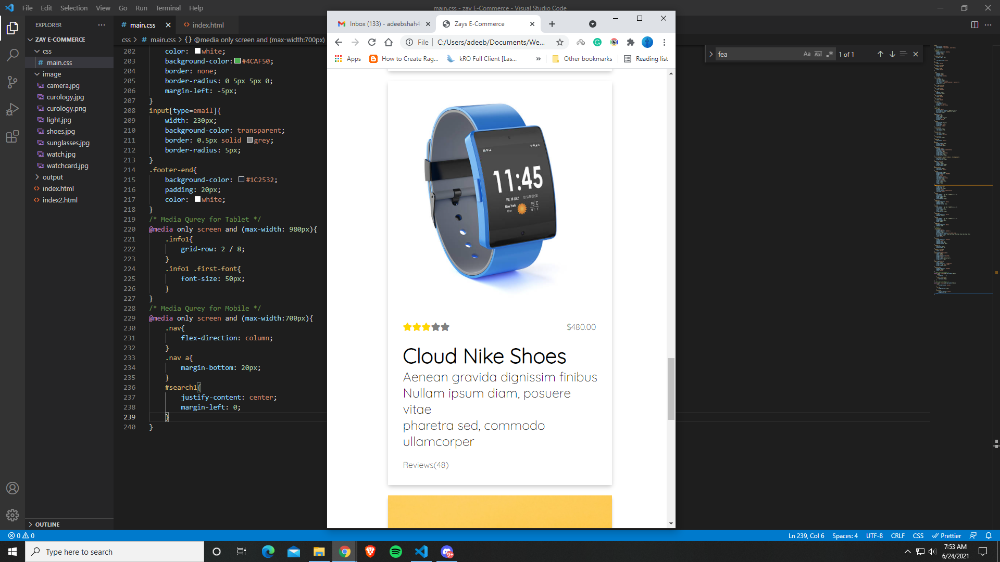 File Edit Selection View Go Run Terminal Help
main.css - zay E-Commerce - Visual Studio Code
EXPLORER
ZAY E-COMMERCE
css
# main.css
image
camera.jpg
curology.jpg
curology.png
light.jpg
shoes.jpg
sunglasses.jpg
watch.jpg
watchcard.jpg
output
index.html
index2.html
OUTLINE
# main.css
<> index.html
css > # main.css > {} @media only screen and (max-width:700px)
202 color: white;
203 background-color: #4CAF50;
204 border: none;
205 border-radius: 0 5px 5px 0;
206 margin-left: -5px;
207 }
208 input[type=email]{
209 width: 230px;
210 background-color: transparent;
211 border: 0.5px solid grey;
212 border-radius: 5px;
213 }
214 .footer-end{
215 background-color: #1C2532;
216 padding: 20px;
217 color: white;
218 }
219 /* Media Qurey for Tablet */
220 @media only screen and (max-width: 980px){
221 .info1{
222 grid-row: 2 / 8;
223 }
224 .info1 .first-font{
225 font-size: 50px;
226 }
227 }
228 /* Media Qurey for Mobile */
229 @media only screen and (max-width:700px){
230 .nav{
231 flex-direction: column;
232 }
233 .nav a{
234 margin-bottom: 20px;
235 }
236 #search1{
237 justify-content: center;
238 margin-left: 0;
239 }
240 }
Inbox (133) - adeebshah4
Zays E-Commerce
File C:/Users/adeeb/Documents/We...
Apps How to Create Rag... kRO Full Client [Las... » Other bookmarks Reading list
11:45
FRI, 18 JULY
SUN 08:00
New York
15°C
$480.00
Cloud Nike Shoes
Aenean gravida dignissim finibus
Nullam ipsum diam, posuere
vitae
pharetra sed, commodo
ullamcorper
Reviews(48)
fea Aa Abl .* 1 of 1
0 0
Ln 239, Col 6 Spaces: 4 UTF-8 CRLF CSS Prettier
Type here to search
9+
7:53 AM
6/24/2021